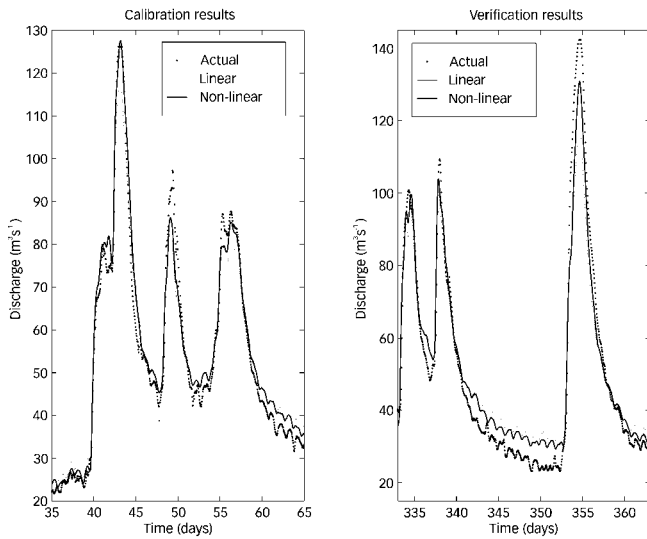 Calibration results
130
120
110
100
90
80
70
60
50
40
30
20
Discharge (m³s⁻¹)
Actual
Linear
Non-linear
35 40 45 50 55 60 65
Time (days)
Verification results
140
120
100
80
60
40
20
Discharge (m³s⁻¹)
Actual
Linear
Non-linear
335 340 345 350 355 360
Time (days)